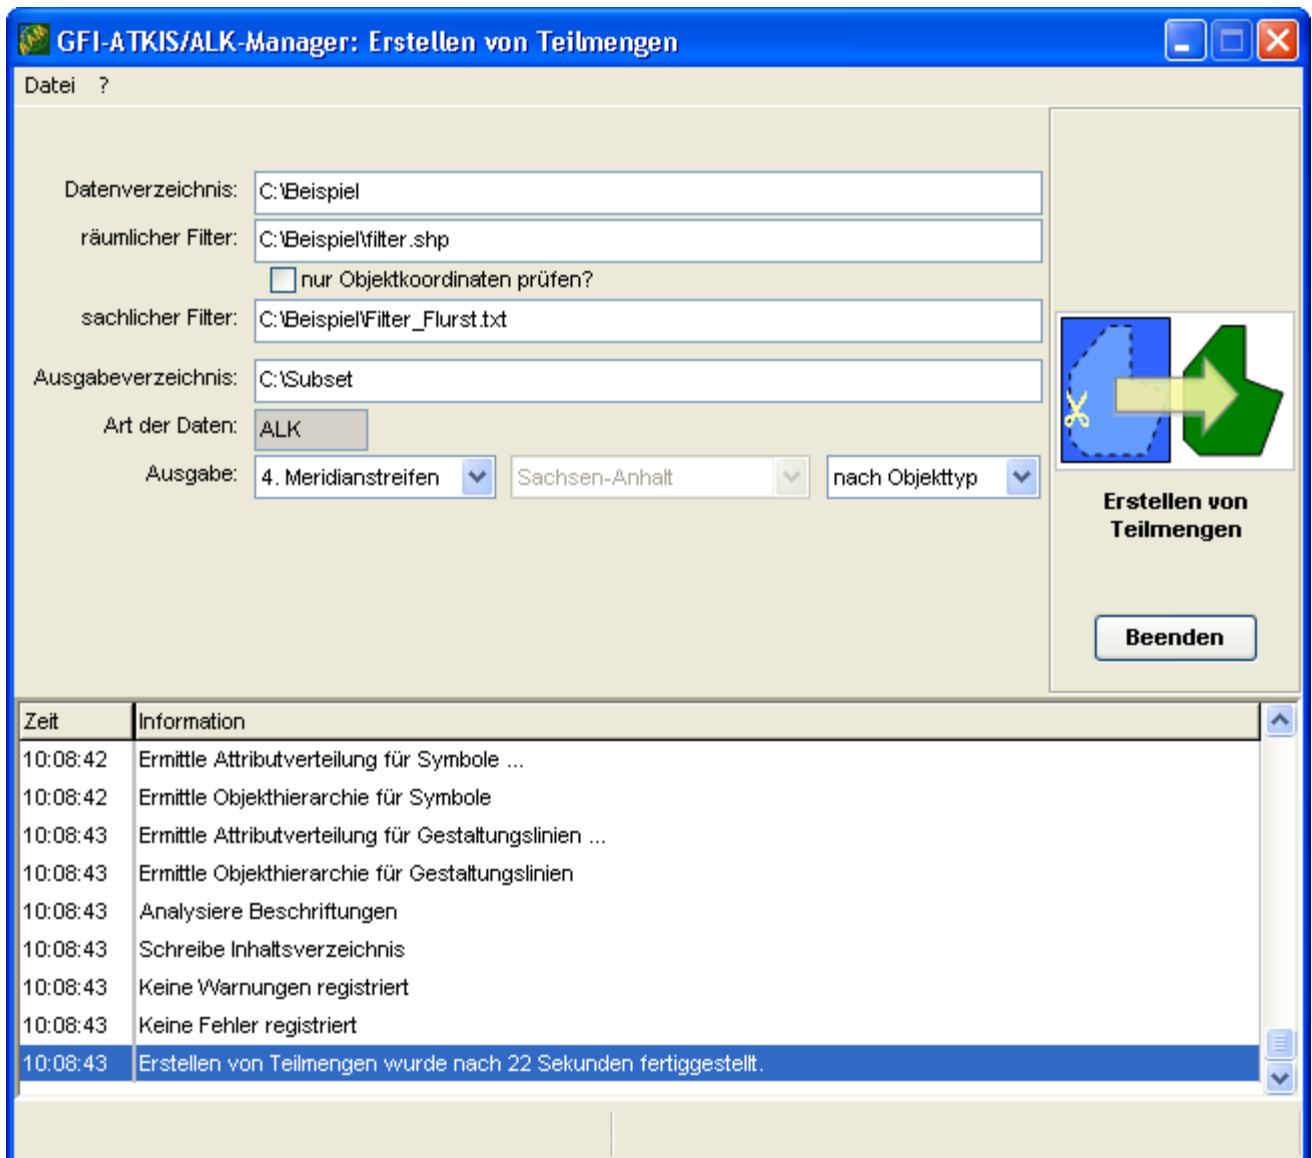 GFI-ATKIS/ALK-Manager: Erstellen von Teilmengen
Datei ?
Datenverzeichnis: C:\Beispiel
räumlicher Filter: C:\Beispiel\filter.shp
nur Objektkoordinaten prüfen?
sachlicher Filter: C:\Beispiel\Filter_Flurst.txt
Ausgabeverzeichnis: C:\Subset
Art der Daten: ALK
Ausgabe: 4. Meridianstreifen Sachsen-Anhalt nach Objekttyp
Erstellen von
Teilmengen
Beenden
Zeit Information
10:08:42 Ermittle Attributverteilung für Symbole ...
10:08:42 Ermittle Objekthierarchie für Symbole
10:08:43 Ermittle Attributverteilung für Gestaltungslinien ...
10:08:43 Ermittle Objekthierarchie für Gestaltungslinien
10:08:43 Analysiere Beschriftungen
10:08:43 Schreibe Inhaltsverzeichnis
10:08:43 Keine Warnungen registriert
10:08:43 Keine Fehler registriert
10:08:43 Erstellen von Teilmengen wurde nach 22 Sekunden fertiggestellt.